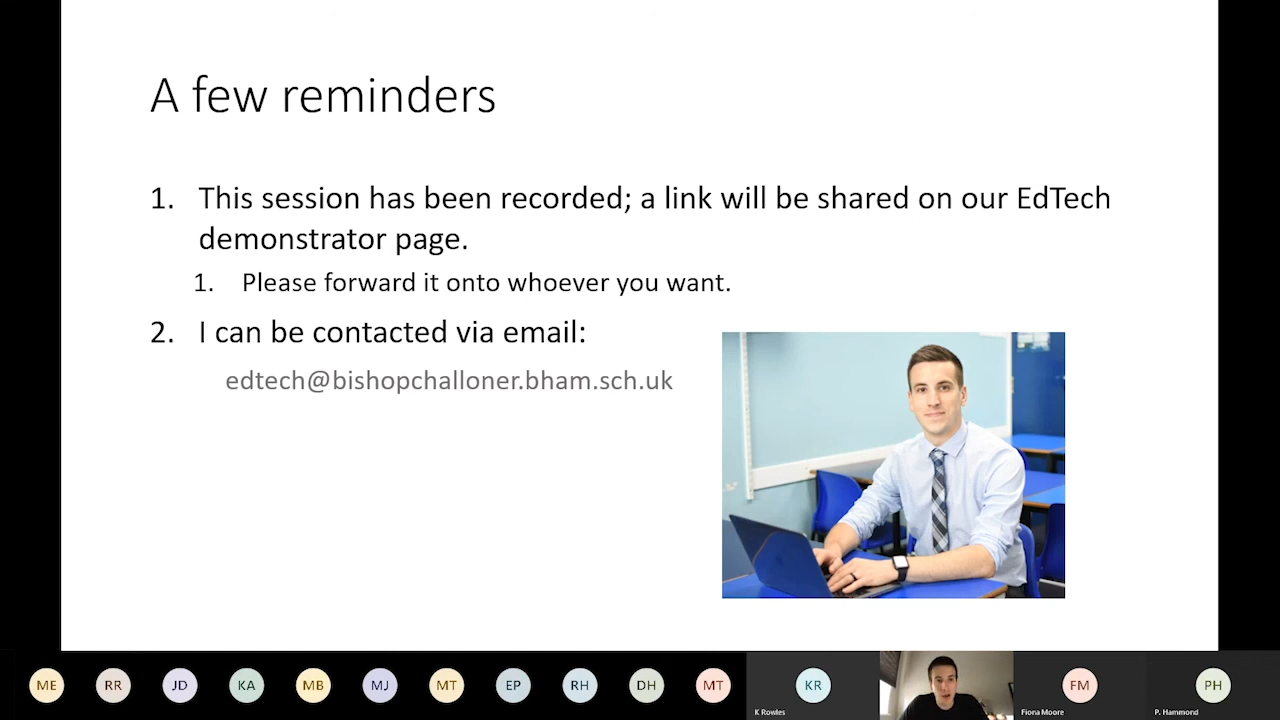 A few reminders
1. This session has been recorded; a link will be shared on our EdTech
demonstrator page.
1. Please forward it onto whoever you want.
2. I can be contacted via email:
edtech@bishopchalloner.bham.sch.uk
ME RR JD KA MB MJ MT EP RH DH MT KR FM PH
K Rowles Fiona Moore P. Hammond